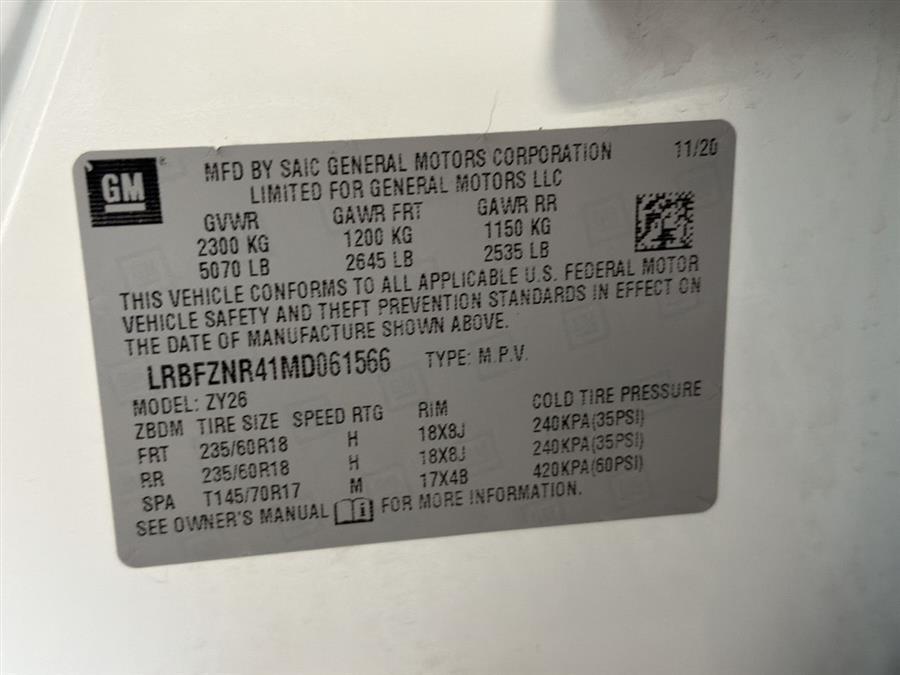 GM
MFD BY SAIC GENERAL MOTORS CORPORATION 11/20
LIMITED FOR GENERAL MOTORS LLC
GVWR GAWR FRT GAWR RR
2300 KG 1200 KG 1150 KG
5070 LB 2645 LB 2535 LB
THIS VEHICLE CONFORMS TO ALL APPLICABLE U.S. FEDERAL MOTOR
VEHICLE SAFETY AND THEFT PREVENTION STANDARDS IN EFFECT ON
THE DATE OF MANUFACTURE SHOWN ABOVE.
LRBFZNR41MD061566 TYPE: M.P.V.
MODEL: ZY26
ZBDM TIRE SIZE SPEED RTG RIM COLD TIRE PRESSURE
FRT 235/60R18 H 18X8J 240KPA(35PSI)
RR 235/60R18 H 18X8J 240KPA(35PSI)
SPA T145/70R17 M 17X4B 420KPA(60PSI)
SEE OWNER'S MANUAL i FOR MORE INFORMATION.